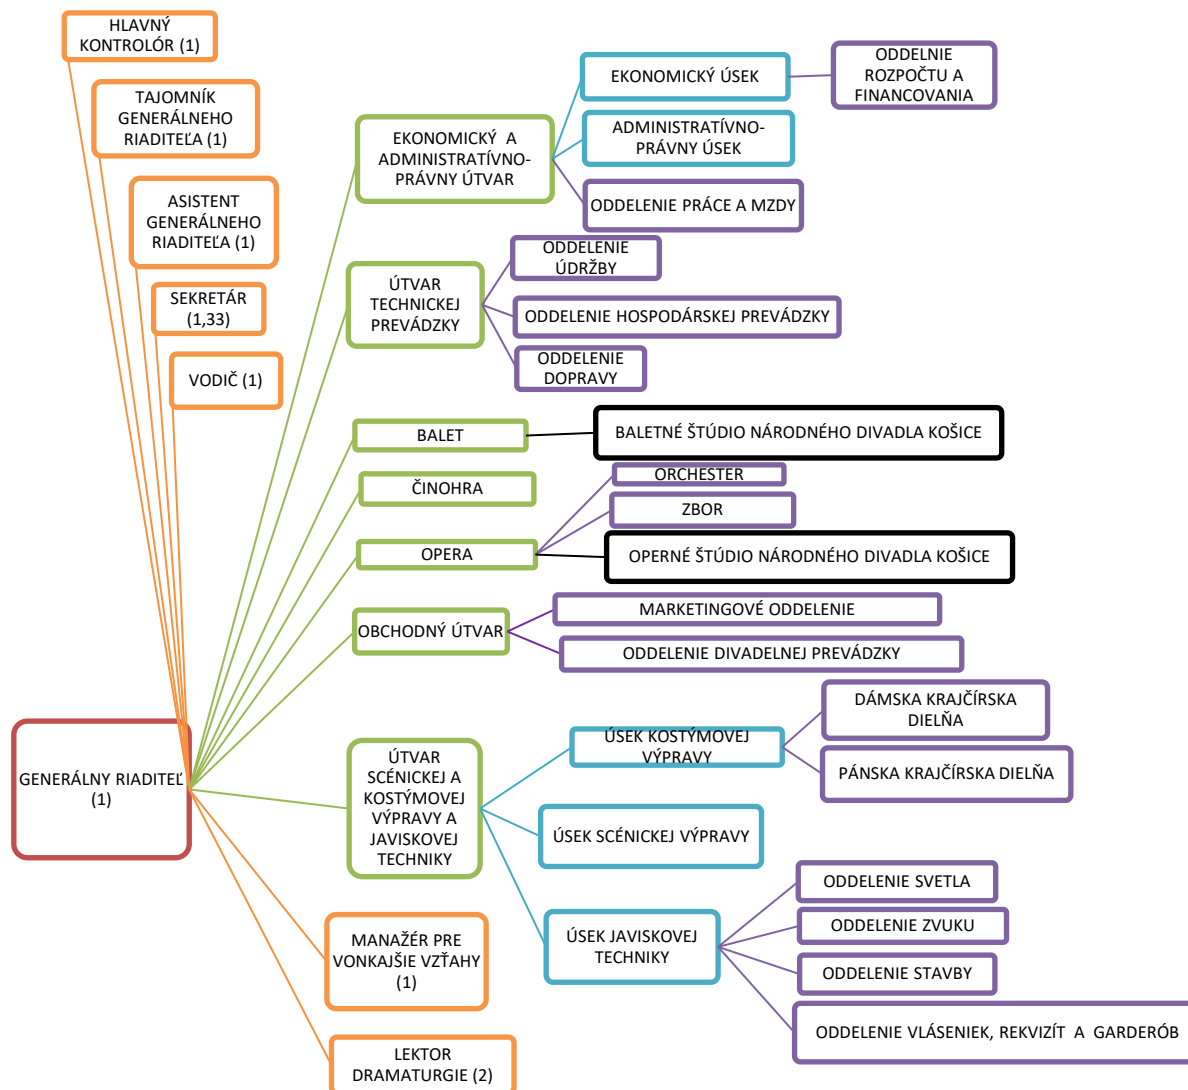 HLAVNÝ
KONTROLÓR (1)
TAJOMNÍK
GENERÁLNEHO
RIADITEĽA (1)
ASISTENT
GENERÁLNEHO
RIADITEĽA (1)
SEKRETÁR
(1,33)
VODIČ (1)
GENERÁLNY RIADITEĽ
(1)
EKONOMICKÝ A
ADMINISTRATÍVNO-
PRÁVNY ÚTVAR
EKONOMICKÝ ÚSEK
ODDELNIE
ROZPOČTU A
FINANCOVANIA
ADMINISTRATÍVNO-
PRÁVNY ÚSEK
ODDELENIE PRÁCE A MZDY
ÚTVAR
TECHNICKEJ
PREVÁDZKY
ODDELENIE
ÚDRŽBY
ODDELENIE HOSPODÁRSKEJ PREVÁDZKY
ODDELENIE
DOPRAVY
BALET
BALETNÉ ŠTÚDIO NÁRODNÉHO DIVADLA KOŠICE
ČINOHRA
OPERA
ORCHESTER
ZBOR
OPERNÉ ŠTÚDIO NÁRODNÉHO DIVADLA KOŠICE
OBCHODNÝ ÚTVAR
MARKETINGOVÉ ODDELENIE
ODDELENIE DIVADELNEJ PREVÁDZKY
ÚTVAR
SCÉNICKEJ A
KOSTÝMOVEJ
VÝPRAVY A
JAVISKOVEJ
TECHNIKY
ÚSEK KOSTÝMOVEJ
VÝPRAVY
DÁMSKA KRAJČÍRSKA
DIELŇA
PÁNSKA KRAJČÍRSKA DIELŇA
ÚSEK SCÉNICKEJ VÝPRAVY
ÚSEK JAVISKOVEJ
TECHNIKY
ODDELENIE SVETLA
ODDELENIE ZVUKU
ODDELENIE STAVBY
ODDELENIE VLÁSENIEK, REKVIZÍT A GARDERÓB
MANAŽÉR PRE
VONKAJŠIE VZŤAHY
(1)
LEKTOR
DRAMATURGIE (2)